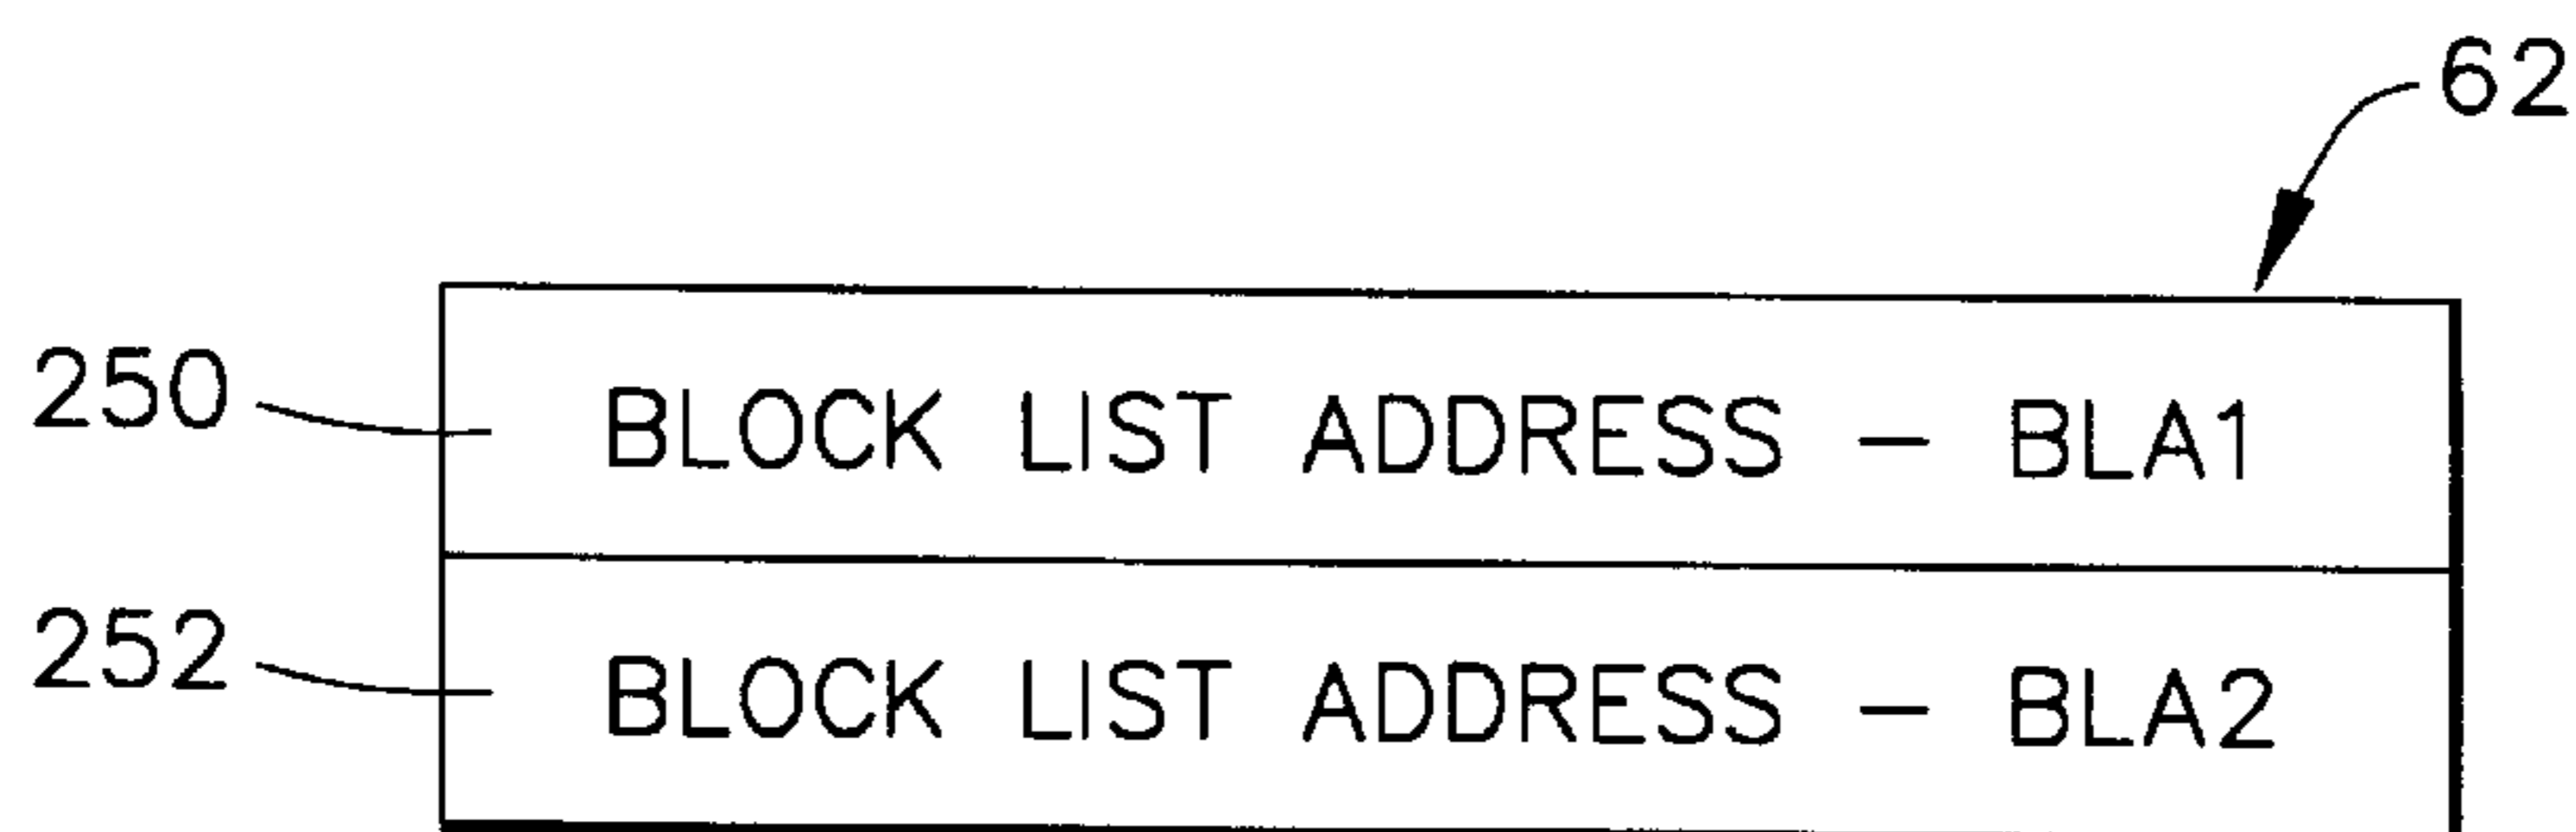 62
250 BLOCK LIST ADDRESS - BLA1
252 BLOCK LIST ADDRESS - BLA2